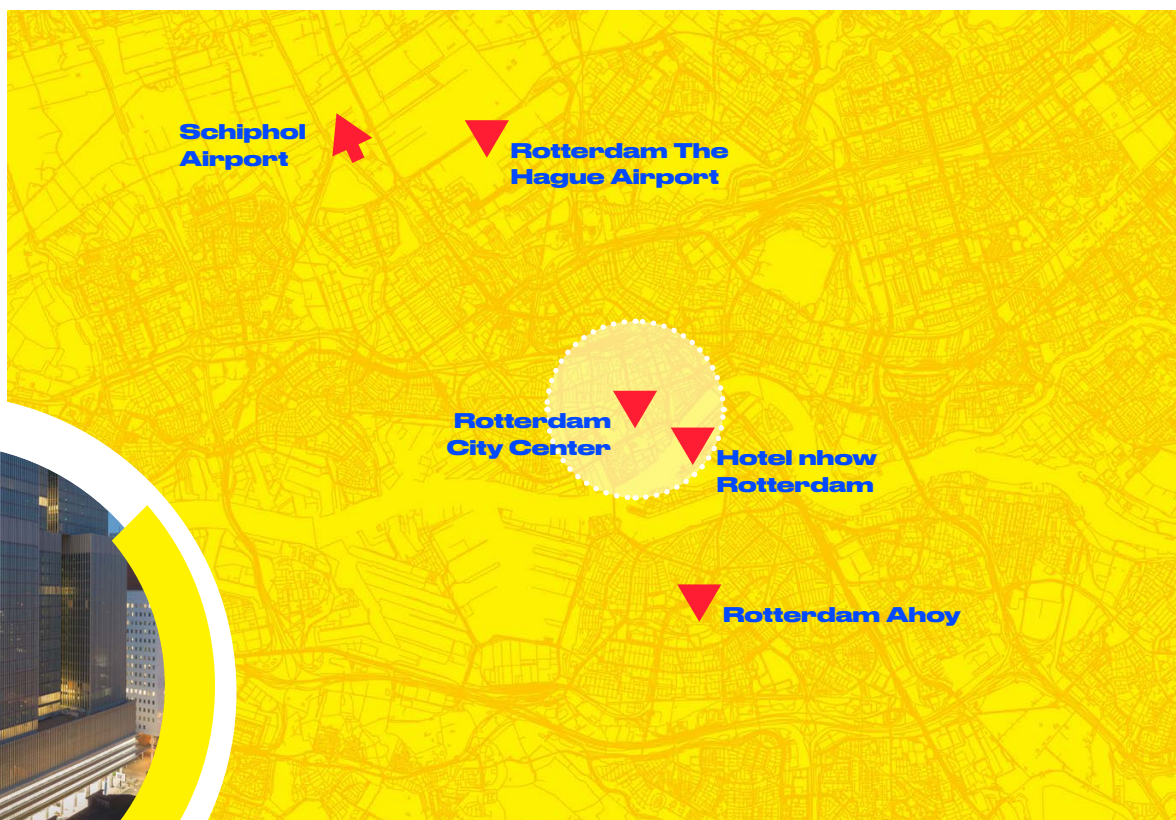 Schiphol
Airport
Rotterdam The
Hague Airport
Rotterdam
City Center
Hotel nhow
Rotterdam
Rotterdam Ahoy